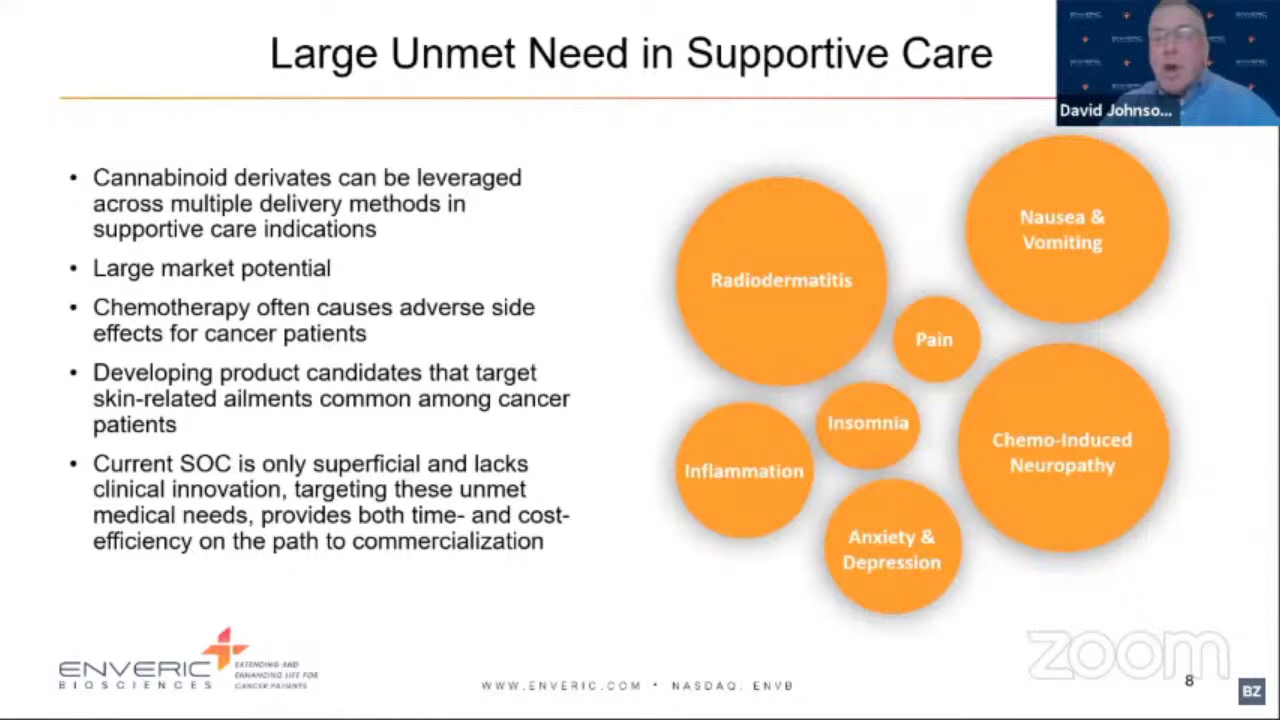 Large Unmet Need in Supportive Care
David Johnso...
• Cannabinoid derivates can be leveraged
across multiple delivery methods in
supportive care indications
• Large market potential
• Chemotherapy often causes adverse side
effects for cancer patients
• Developing product candidates that target
skin-related ailments common among cancer
patients
• Current SOC is only superficial and lacks
clinical innovation, targeting these unmet
medical needs, provides both time- and cost-
efficiency on the path to commercialization
Radiodermatitis
Nausea &
Vomiting
Pain
Insomnia
Inflammation
Chemo-Induced
Neuropathy
Anxiety &
Depression
ENVERIC
BIOSCIENCES
EXTENDING AND
ENHANCING LIFE FOR
CANCER PATIENTS
WWW.ENVERIC.COM • NASDAQ: ENVB
zoom
8
BZ